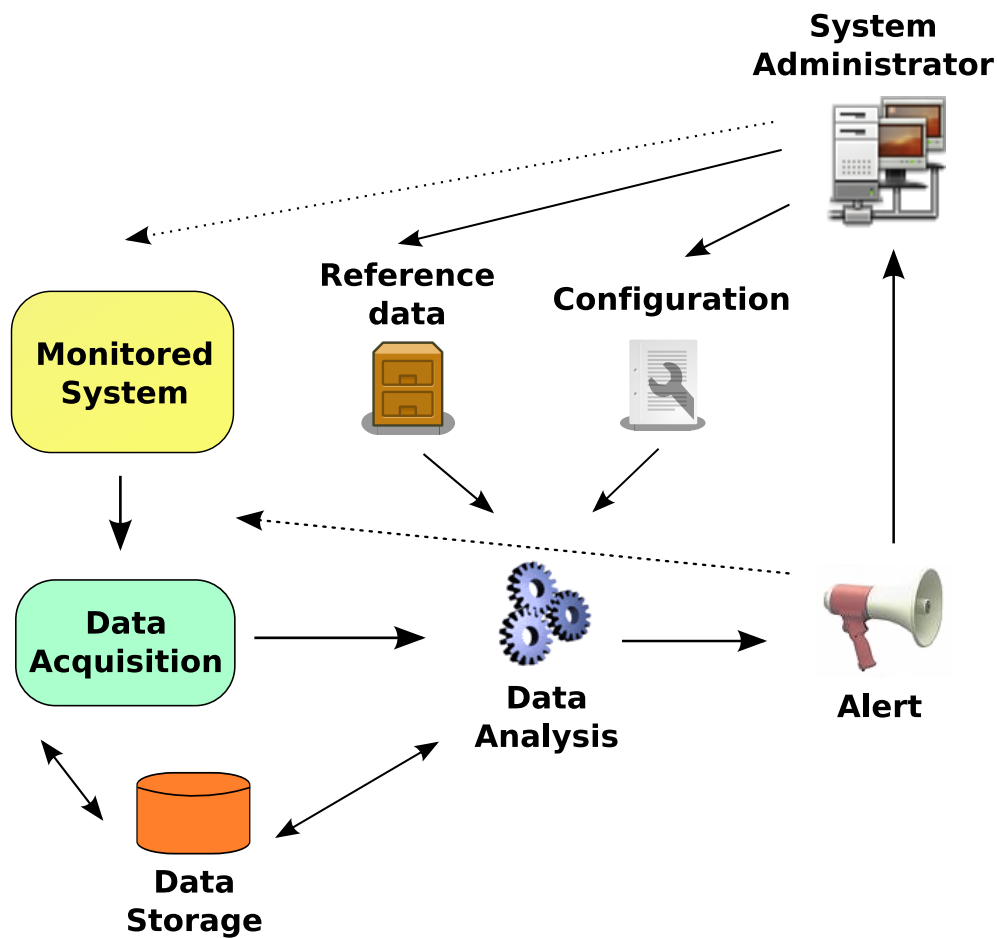 System
Administrator
Reference
data
Configuration
Monitored
System
Data
Acquisition
Data
Analysis
Alert
Data
Storage